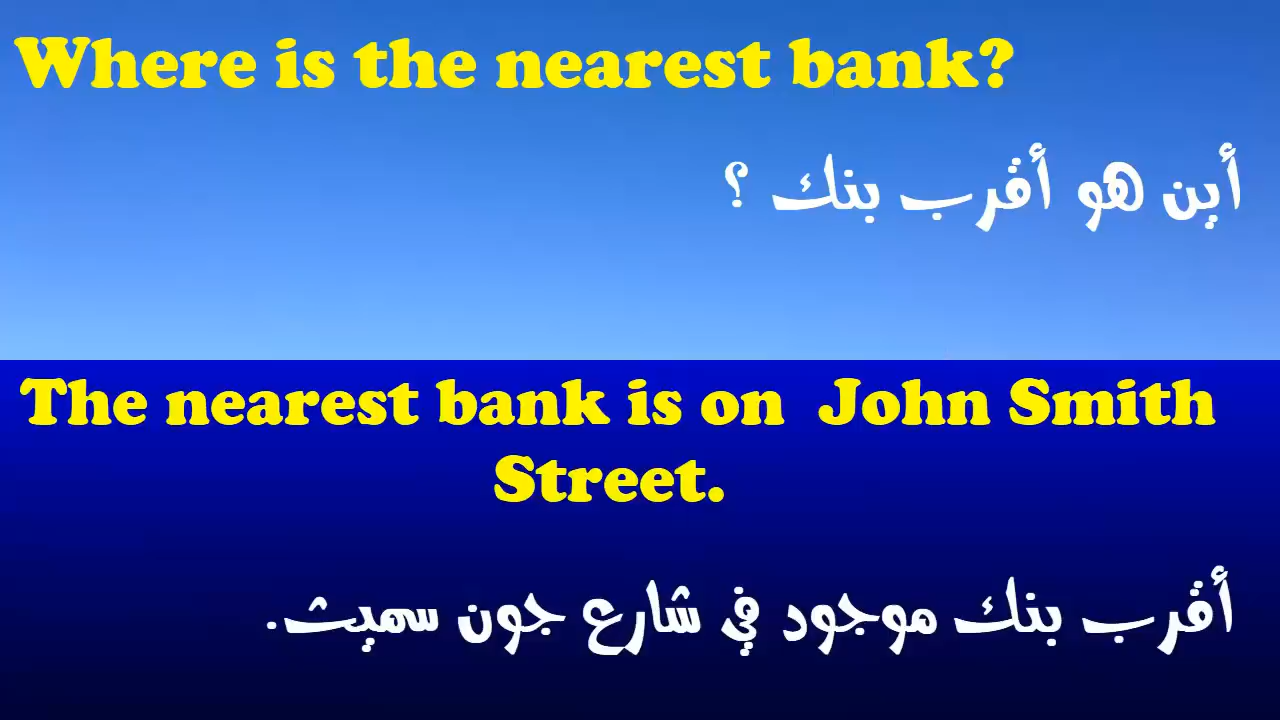 Where is the nearest bank?
أين هو أقرب بنك ؟
The nearest bank is on John Smith
Street.
أقرب بنك موجود في شارع جون سميث.